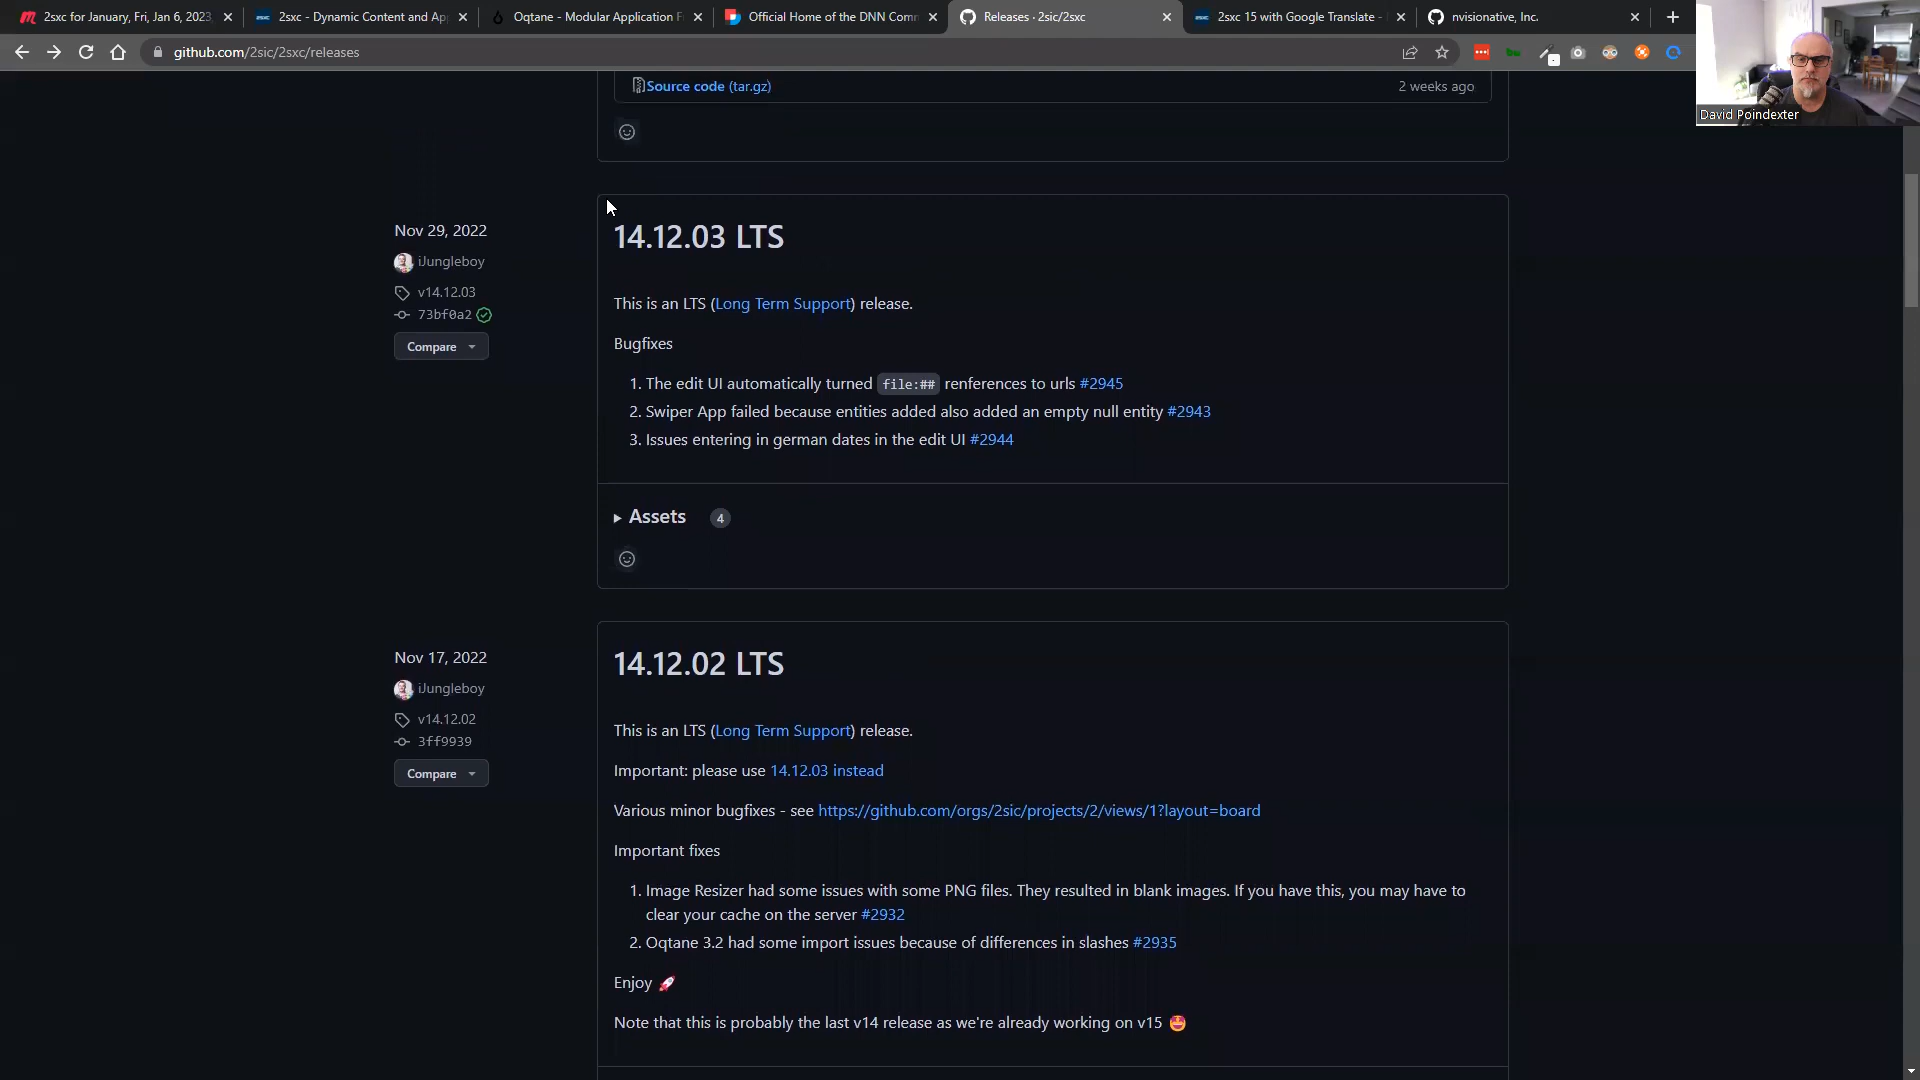 2sxc for January, Fri, Jan 6, 2023,
2sxc - Dynamic Content and App
Oqtane - Modular Application F
Official Home of the DNN Comm
Releases · 2sic/2sxc
2sxc 15 with Google Translate -
nvisionative, Inc.
github.com/2sic/2sxc/releases
David Poindexter
Source code (tar.gz)
2 weeks ago
Nov 29, 2022
iJungleboy
v14.12.03
73bf0a2
Compare
14.12.03 LTS
This is an LTS (Long Term Support) release.
Bugfixes
1. The edit UI automatically turned file:## renferences to urls #2945
2. Swiper App failed because entities added also added an empty null entity #2943
3. Issues entering in german dates in the edit UI #2944
Assets 4
Nov 17, 2022
iJungleboy
v14.12.02
3ff9939
Compare
14.12.02 LTS
This is an LTS (Long Term Support) release.
Important: please use 14.12.03 instead
Various minor bugfixes - see https://github.com/orgs/2sic/projects/2/views/1?layout=board
Important fixes
1. Image Resizer had some issues with some PNG files. They resulted in blank images. If you have this, you may have to
clear your cache on the server #2932
2. Oqtane 3.2 had some import issues because of differences in slashes #2935
Enjoy 🚀
Note that this is probably the last v14 release as we're already working on v15 🤩